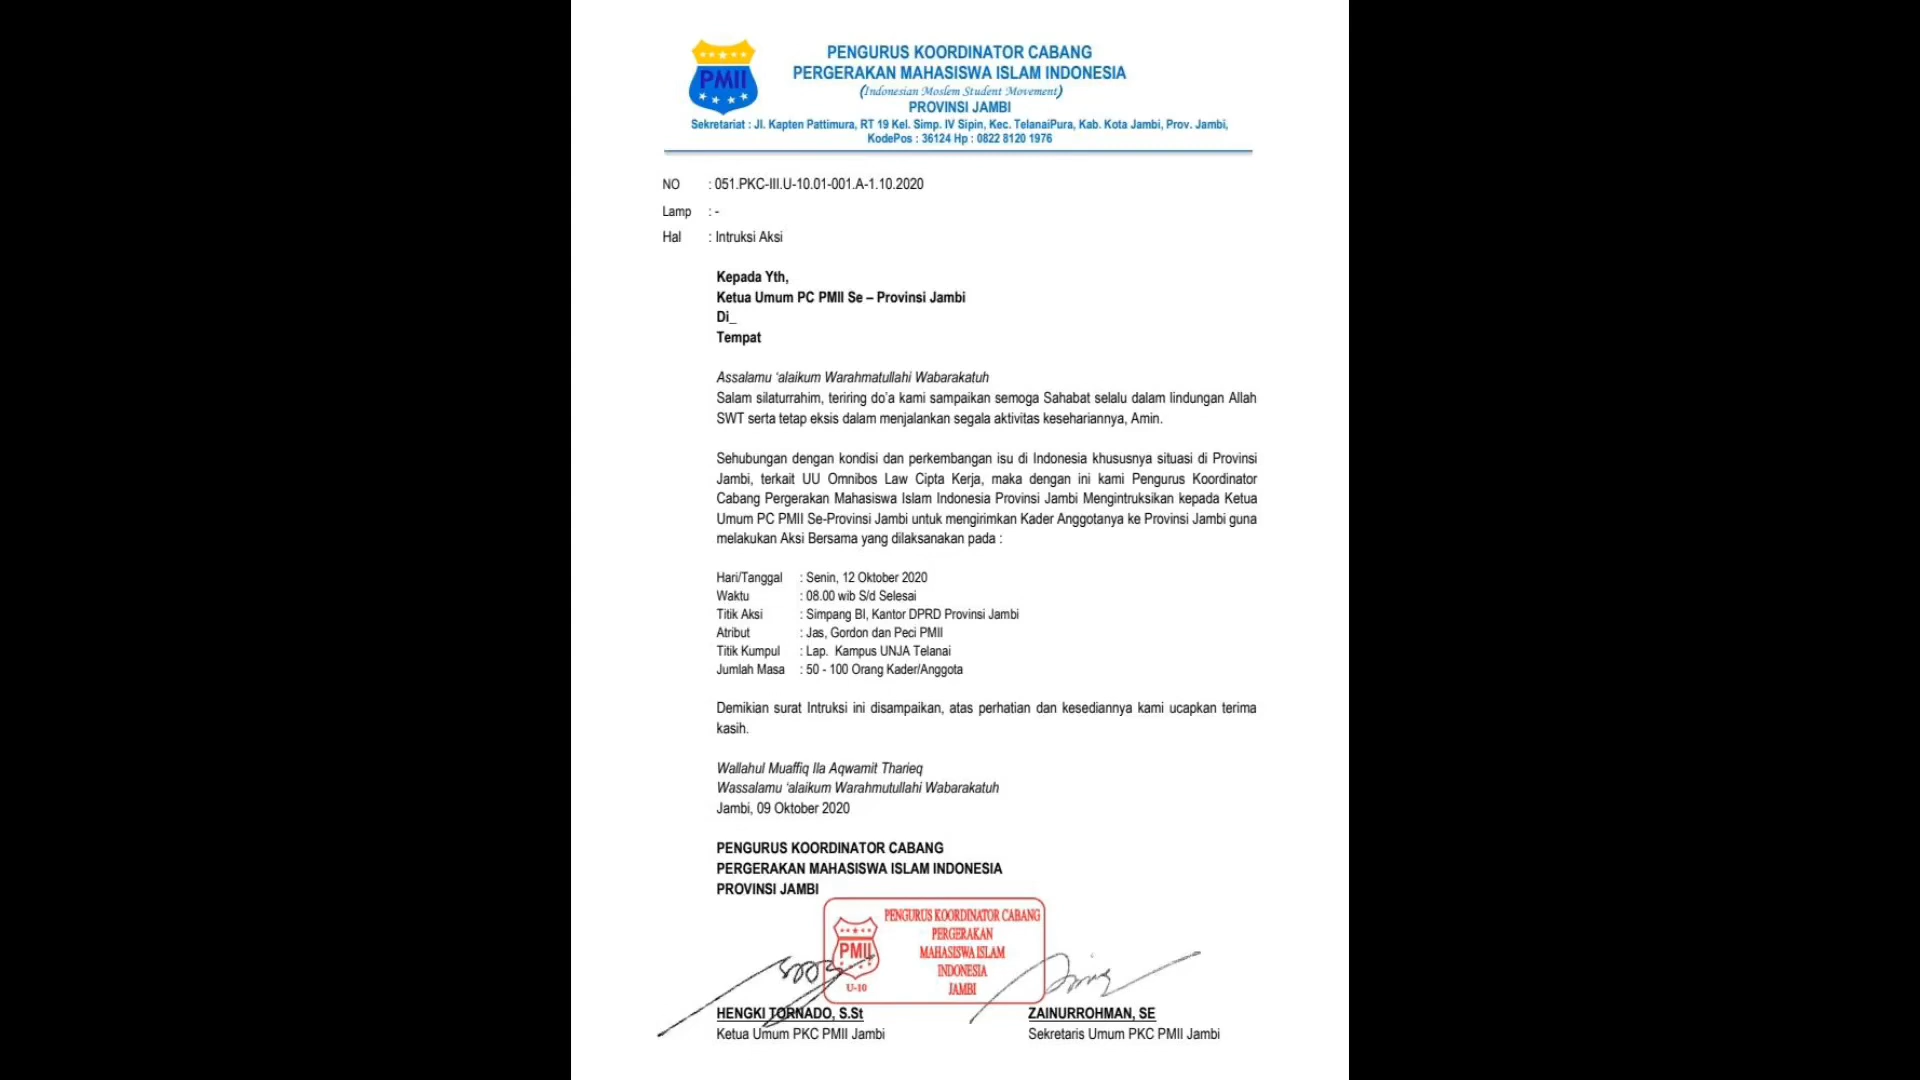 PMII
PENGURUS KOORDINATOR CABANG
PERGERAKAN MAHASISWA ISLAM INDONESIA
(Indonesian Moslem Student Movement)
PROVINSI JAMBI
Sekretariat : Jl. Kapten Pattimura, RT 19 Kel. Simp. IV Sipin, Kec. TelanaiPura, Kab. Kota Jambi, Prov. Jambi,
KodePos : 36124 Hp : 0822 8120 1976
NO : 051.PKC-III.U-10.01-001.A-1.10.2020
Lamp : -
Hal : Intruksi Aksi
Kepada Yth,
Ketua Umum PC PMII Se – Provinsi Jambi
Di_
Tempat
Assalamu ‘alaikum Warahmatullahi Wabarakatuh
Salam silaturrahim, teriring do’a kami sampaikan semoga Sahabat selalu dalam lindungan Allah
SWT serta tetap eksis dalam menjalankan segala aktivitas kesehariannya, Amin.
Sehubungan dengan kondisi dan perkembangan isu di Indonesia khususnya situasi di Provinsi
Jambi, terkait UU Omnibos Law Cipta Kerja, maka dengan ini kami Pengurus Koordinator
Cabang Pergerakan Mahasiswa Islam Indonesia Provinsi Jambi Mengintruksikan kepada Ketua
Umum PC PMII Se-Provinsi Jambi untuk mengirimkan Kader Anggotanya ke Provinsi Jambi guna
melakukan Aksi Bersama yang dilaksanakan pada :
Hari/Tanggal : Senin, 12 Oktober 2020
Waktu : 08.00 wib S/d Selesai
Titik Aksi : Simpang BI, Kantor DPRD Provinsi Jambi
Atribut : Jas, Gordon dan Peci PMII
Titik Kumpul : Lap. Kampus UNJA Telanai
Jumlah Masa : 50 - 100 Orang Kader/Anggota
Demikian surat Intruksi ini disampaikan, atas perhatian dan kesediannya kami ucapkan terima
kasih.
Wallahul Muaffiq Ila Aqwamit Tharieq
Wassalamu ‘alaikum Warahmutullahi Wabarakatuh
Jambi, 09 Oktober 2020
PENGURUS KOORDINATOR CABANG
PERGERAKAN MAHASISWA ISLAM INDONESIA
PROVINSI JAMBI
PMII
U-10
PENGURUS KOORDINATOR CABANG
PERGERAKAN
MAHASISWA ISLAM
INDONESIA
JAMBI
HENGKI TORNADO, S.St
Ketua Umum PKC PMII Jambi
ZAINURROHMAN, SE
Sekretaris Umum PKC PMII Jambi